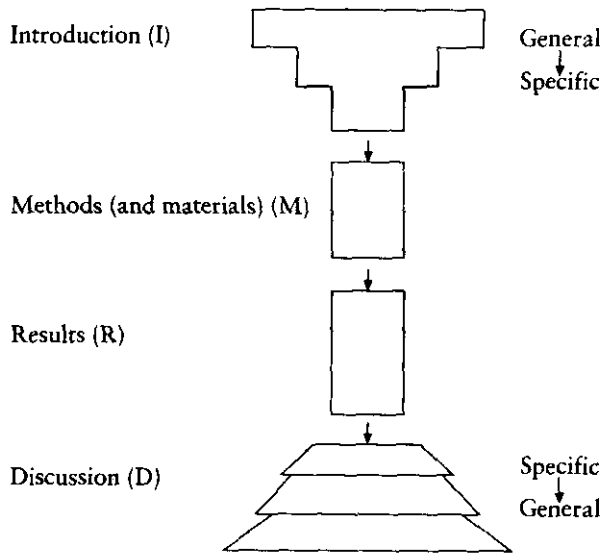 Introduction (I)
General
Specific
Methods (and materials) (M)
Results (R)
Discussion (D)
Specific
General